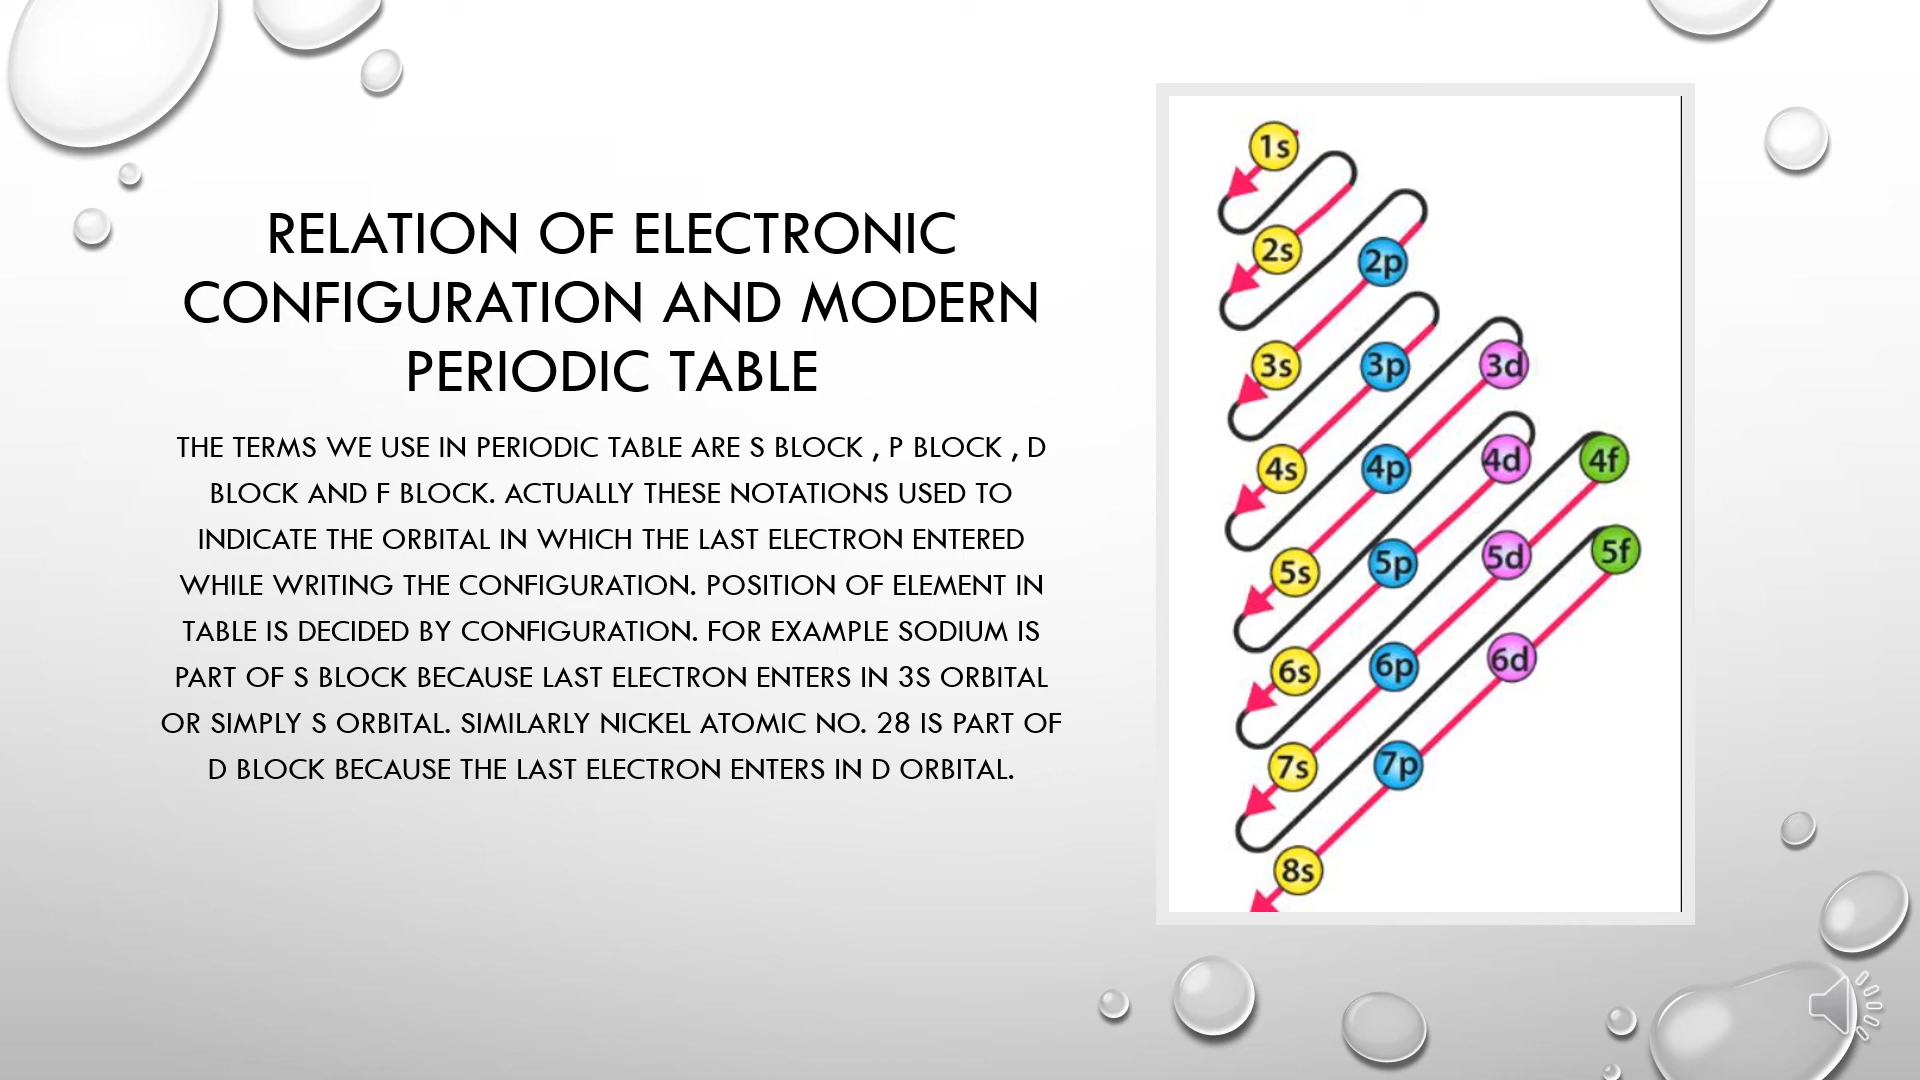 RELATION OF ELECTRONIC
CONFIGURATION AND MODERN
PERIODIC TABLE
THE TERMS WE USE IN PERIODIC TABLE ARE S BLOCK , P BLOCK , D
BLOCK AND F BLOCK. ACTUALLY THESE NOTATIONS USED TO
INDICATE THE ORBITAL IN WHICH THE LAST ELECTRON ENTERED
WHILE WRITING THE CONFIGURATION. POSITION OF ELEMENT IN
TABLE IS DECIDED BY CONFIGURATION. FOR EXAMPLE SODIUM IS
PART OF S BLOCK BECAUSE LAST ELECTRON ENTERS IN 3S ORBITAL
OR SIMPLY S ORBITAL. SIMILARLY NICKEL ATOMIC NO. 28 IS PART OF
D BLOCK BECAUSE THE LAST ELECTRON ENTERS IN D ORBITAL.
1s
2s 2p
3s 3p 3d
4s 4p 4d 4f
5s 5p 5d 5f
6s 6p 6d
7s 7p
8s